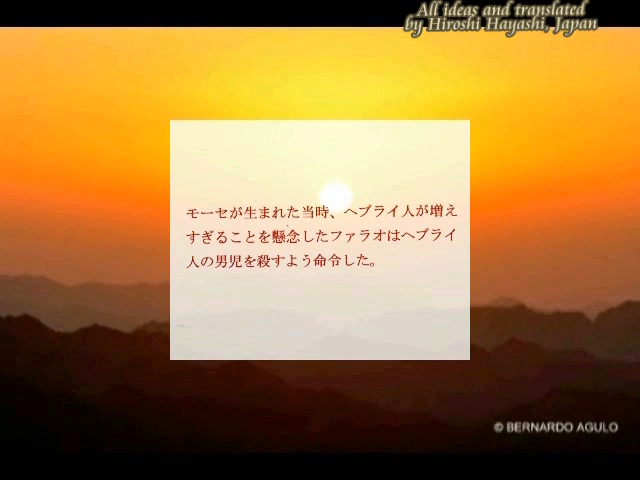 All ideas and translated
by Hiroshi Hayashi, Japan
モーセが生まれた当時、ヘブライ人が増え
すぎることを懸念したファラオはヘブライ
人の男児を殺すよう命令した。
© BERNARDO AGULO